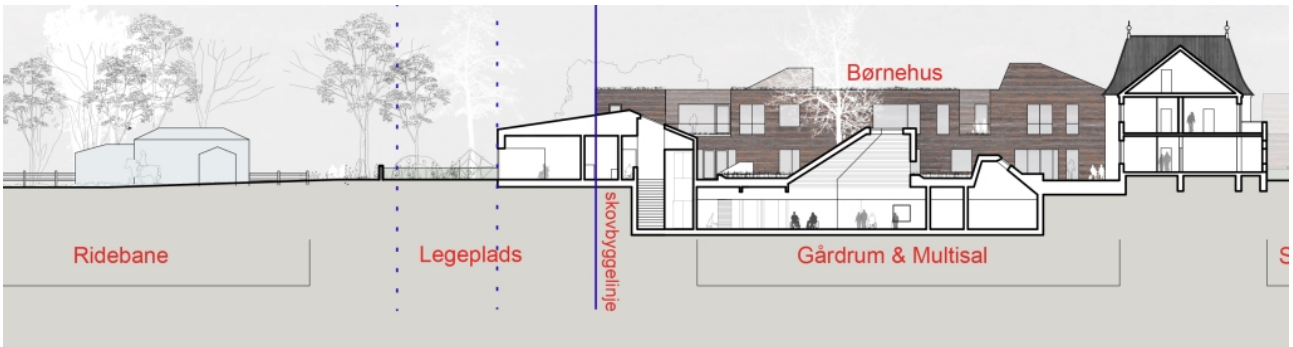 Børnehus
Ridebane
Legeplads
skovbyggelinje
Gårdrum & Multisal
S